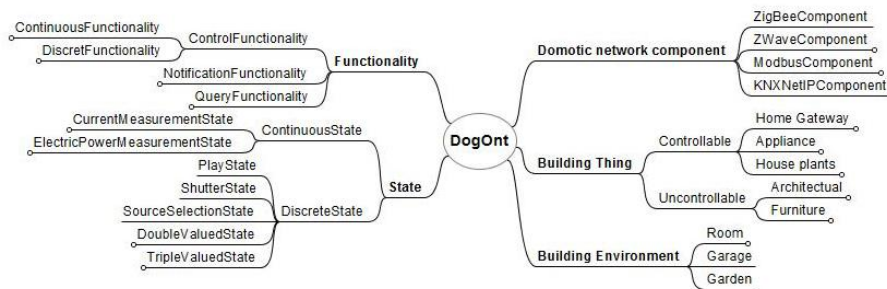 ContinuousFunctionality
DiscretFunctionality
ControlFunctionality
NotificationFunctionality
QueryFunctionality
Functionality
CurrentMeasurementState
ElectricPowerMeasurementState
ContinuousState
PlayState
ShutterState
SourceSelectionState
DoubleValuedState
TripleValuedState
DiscreteState
State
DogOnt
Domotic network component
ZigBeeComponent
ZWaveComponent
ModbusComponent
KNXNetIPComponent
Building Thing
Controllable
Home Gateway
Appliance
House plants
Uncontrollable
Architectual
Furniture
Building Environment
Room
Garage
Garden